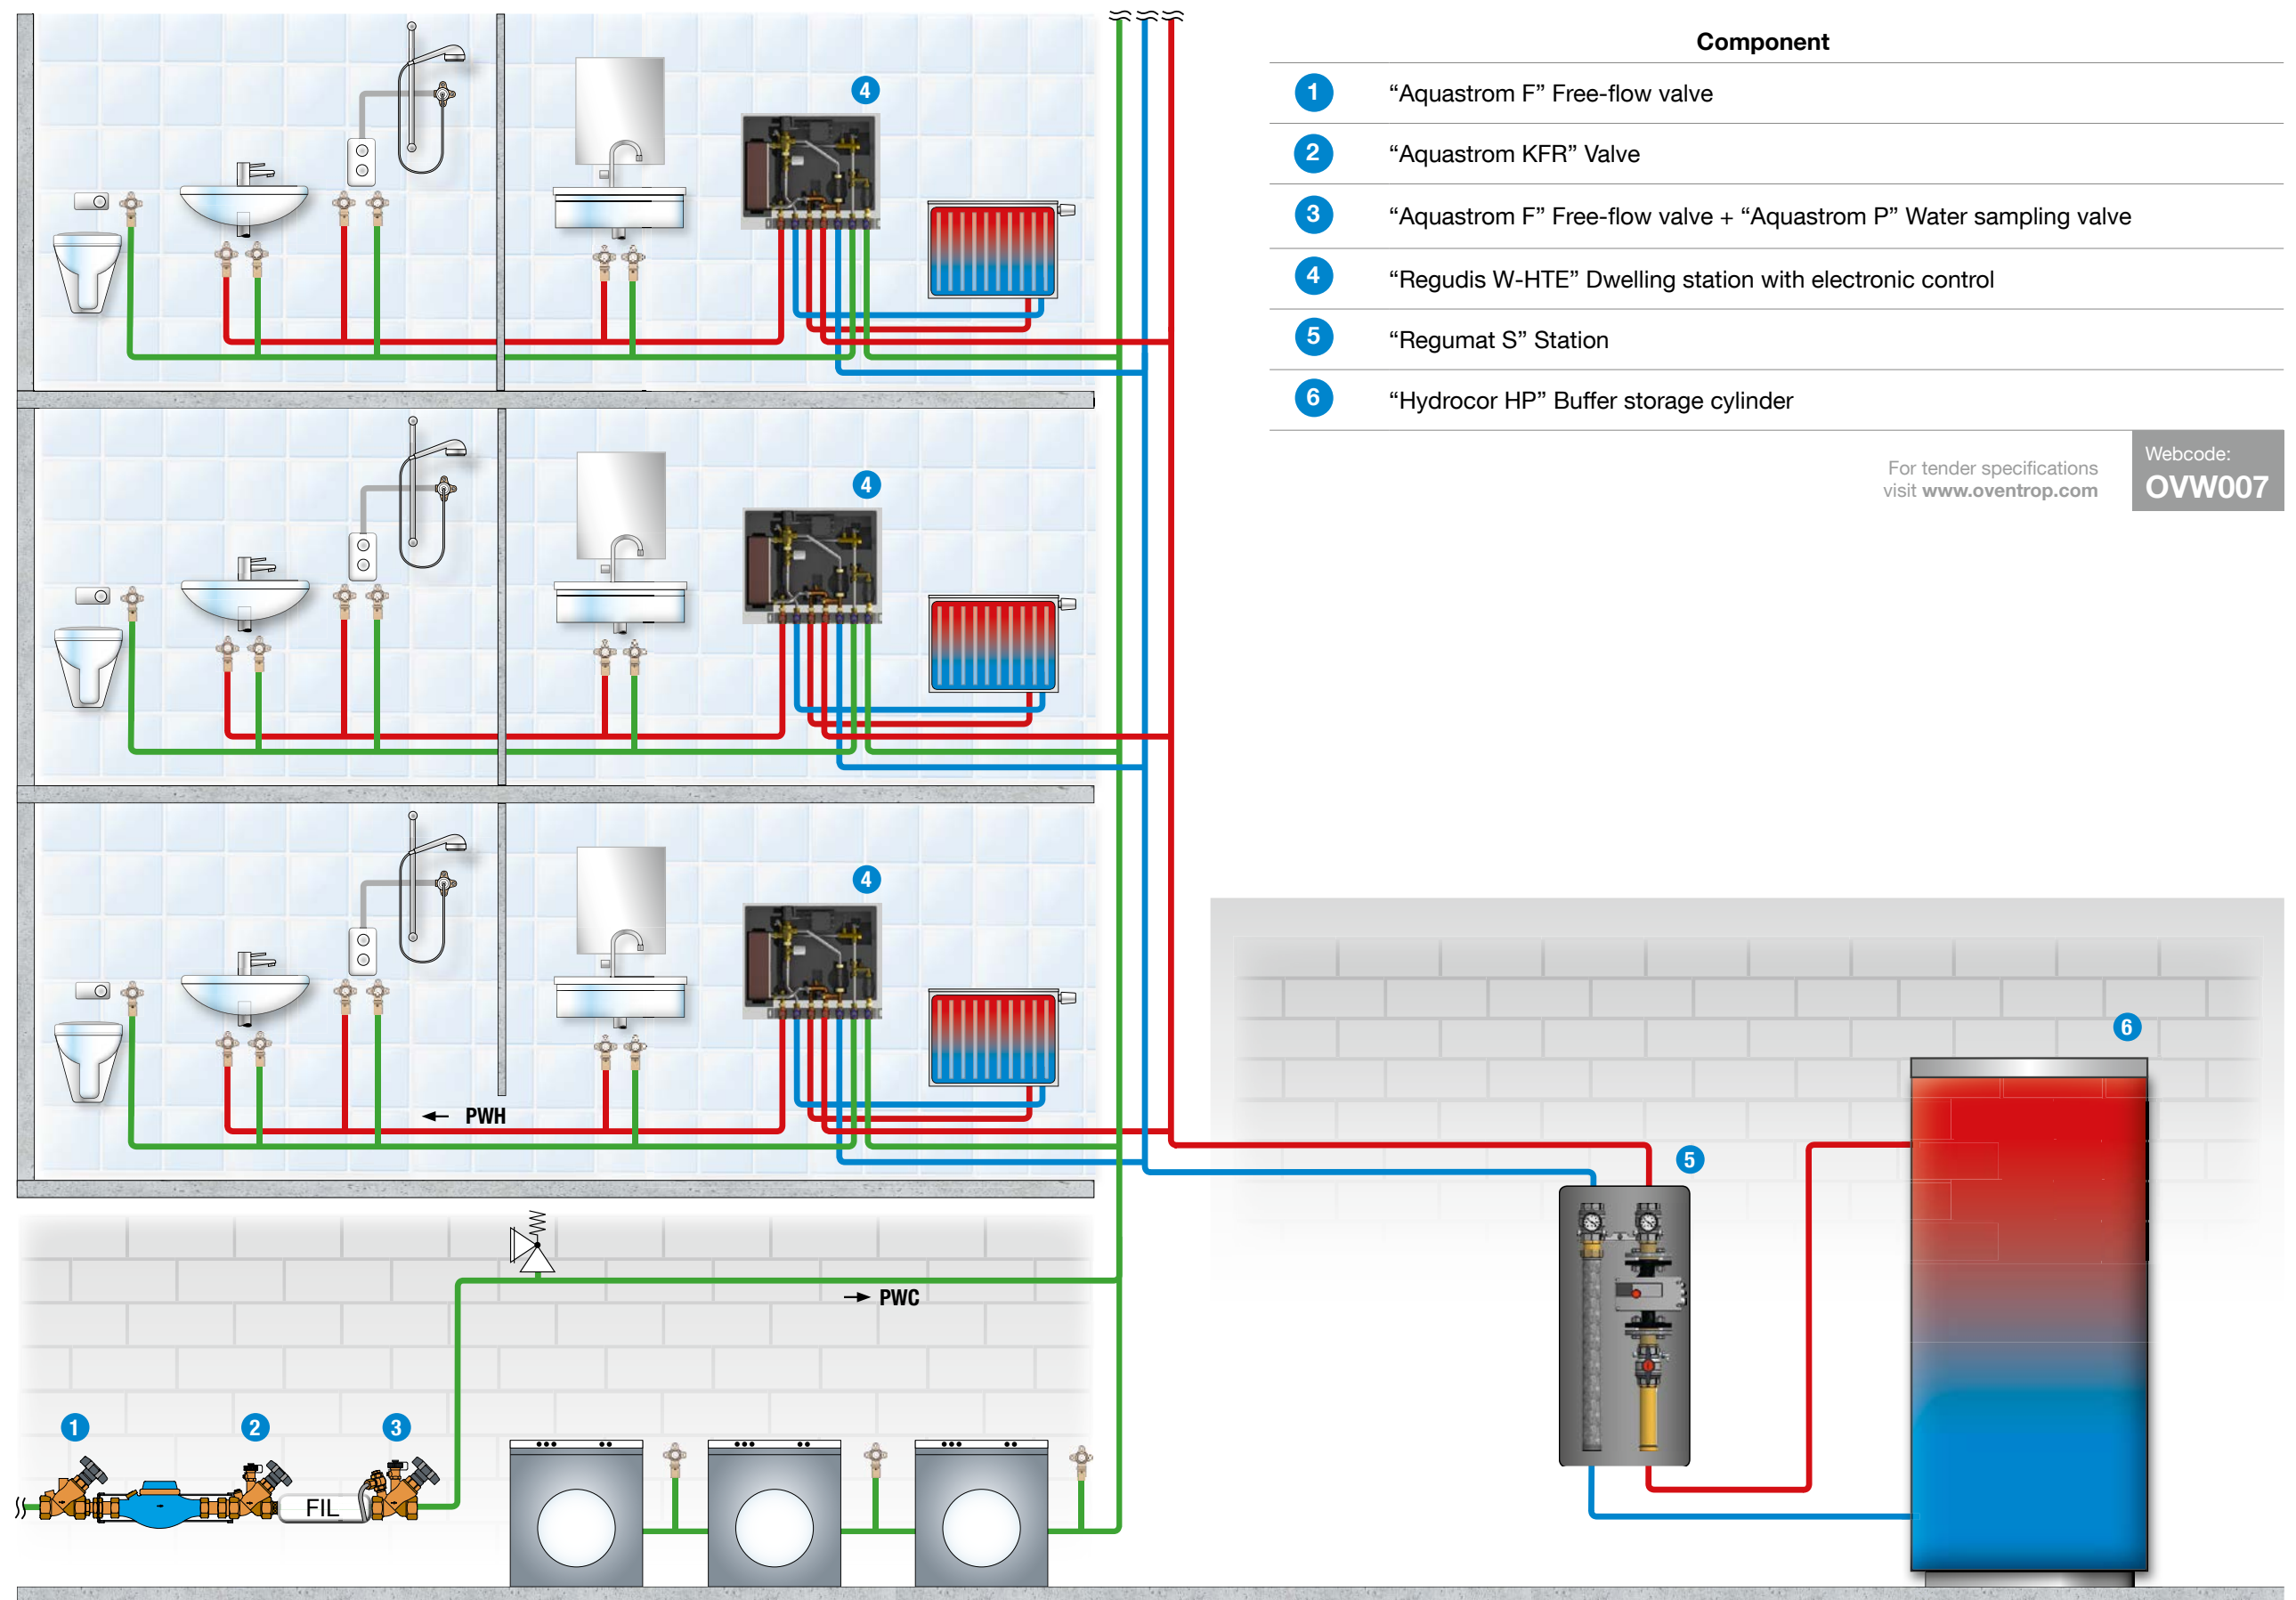 Component
1 “Aquastrom F” Free-flow valve
2 “Aquastrom KFR” Valve
3 “Aquastrom F” Free-flow valve + “Aquastrom P” Water sampling valve
4 “Regudis W-HTE” Dwelling station with electronic control
5 “Regumat S” Station
6 “Hydrocor HP” Buffer storage cylinder
For tender specifications
visit www.oventrop.com
Webcode:
OVW007
4
4
4
PWH
6
5
PWC
1
2
3
FIL